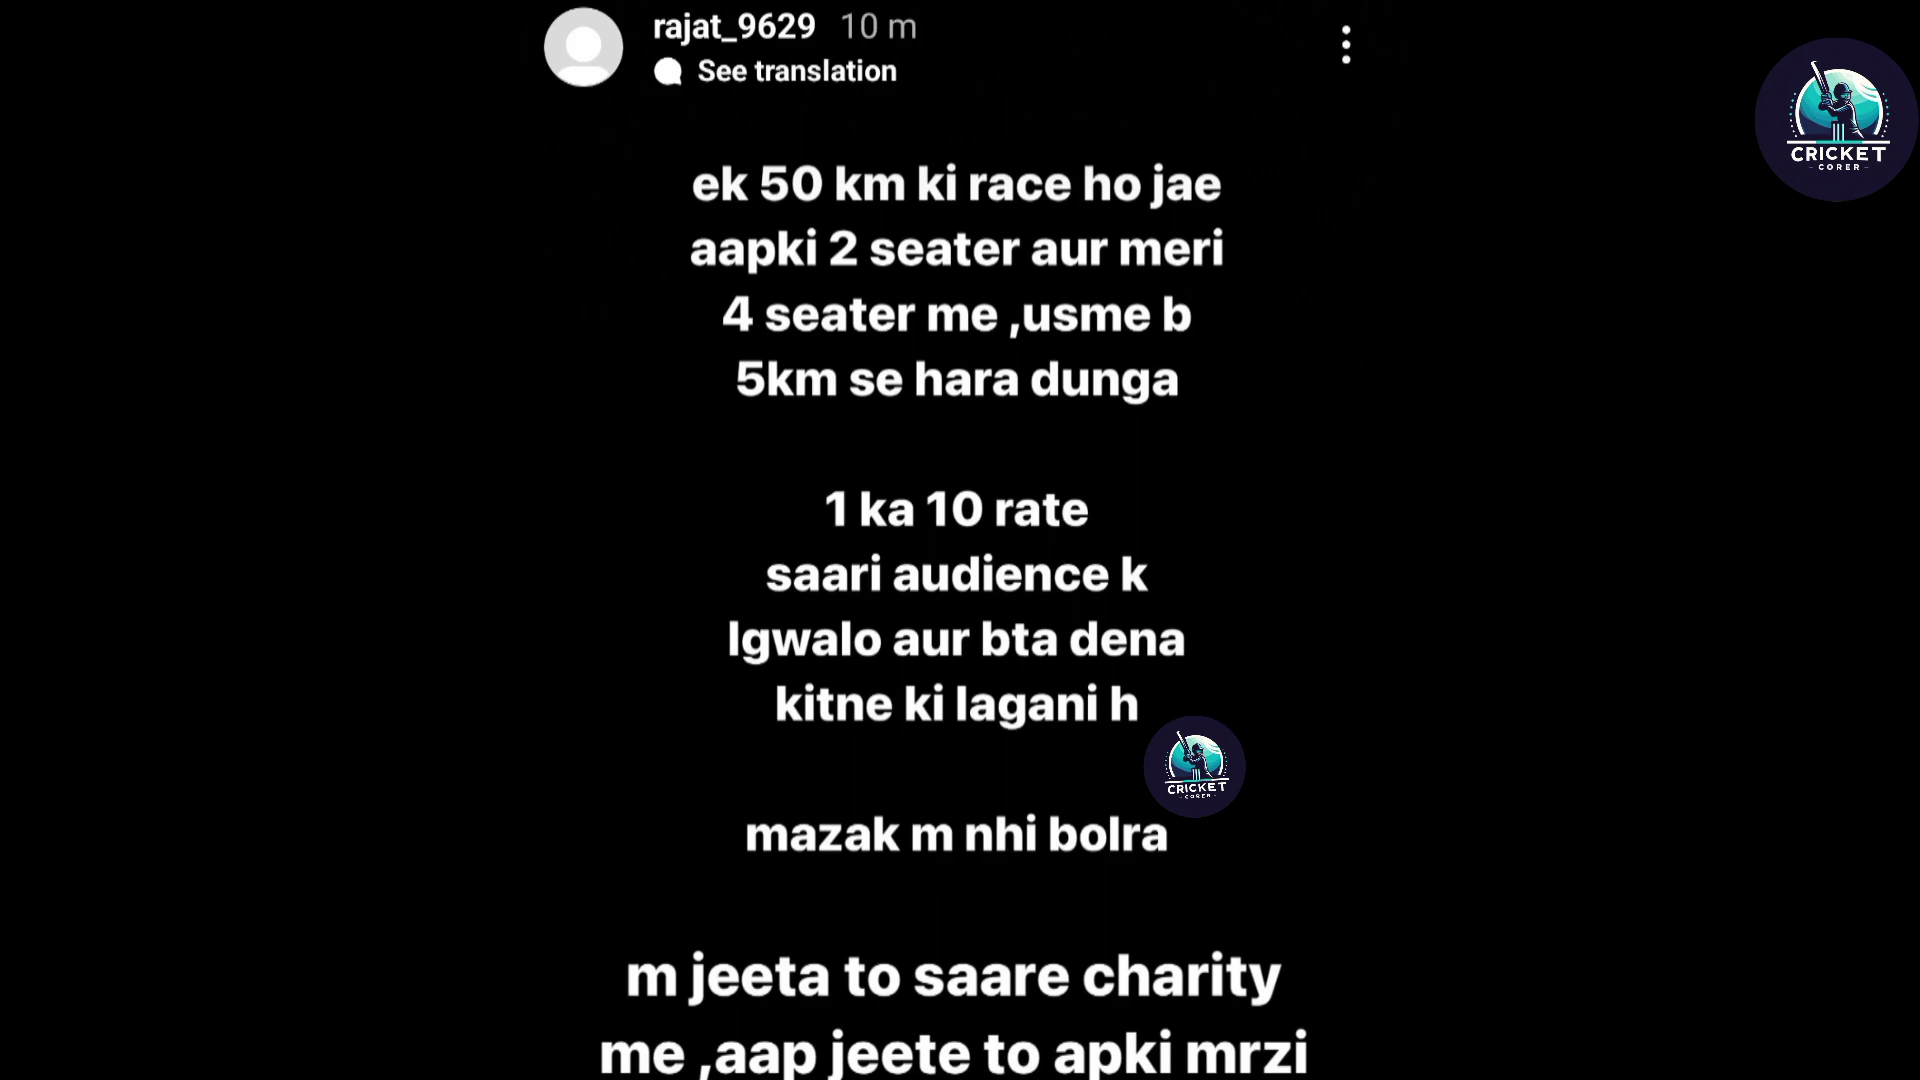 rajat_9629 10 m
See translation
CRICKET
CORER
ek 50 km ki race ho jae
aapki 2 seater aur meri
4 seater me ,usme b
5km se hara dunga
1 ka 10 rate
saari audience k
lgwalo aur bta dena
kitne ki lagani h
CRICKET
CORER
mazak m nhi bolra
m jeeta to saare charity
me ,aap jeete to apki mrzi